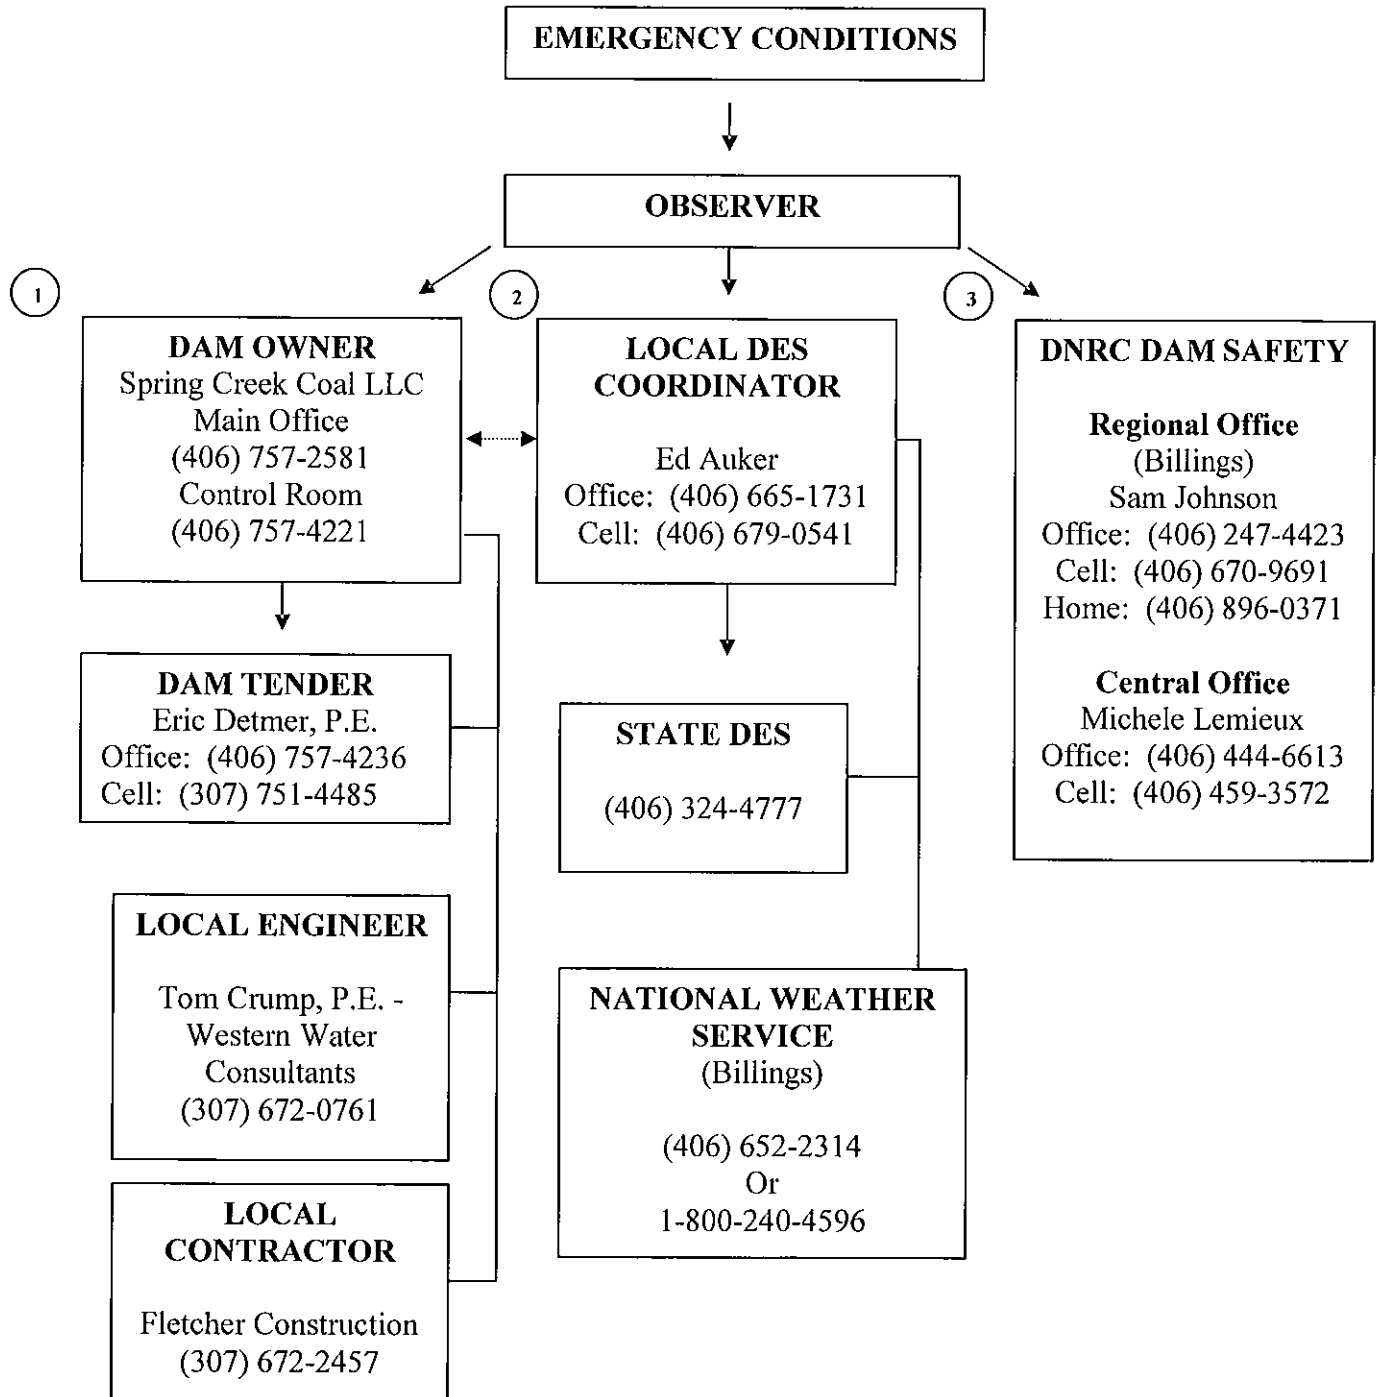 EMERGENCY CONDITIONS
OBSERVER
1
DAM OWNER
Spring Creek Coal LLC
Main Office
(406) 757-2581
Control Room
(406) 757-4221
DAM TENDER
Eric Detmer, P.E.
Office: (406) 757-4236
Cell: (307) 751-4485
LOCAL ENGINEER
Tom Crump, P.E. -
Western Water
Consultants
(307) 672-0761
LOCAL
CONTRACTOR
Fletcher Construction
(307) 672-2457
2
LOCAL DES
COORDINATOR
Ed Auker
Office: (406) 665-1731
Cell: (406) 679-0541
STATE DES
(406) 324-4777
NATIONAL WEATHER
SERVICE
(Billings)
(406) 652-2314
Or
1-800-240-4596
3
DNRC DAM SAFETY
Regional Office
(Billings)
Sam Johnson
Office: (406) 247-4423
Cell: (406) 670-9691
Home: (406) 896-0371
Central Office
Michele Lemieux
Office: (406) 444-6613
Cell: (406) 459-3572